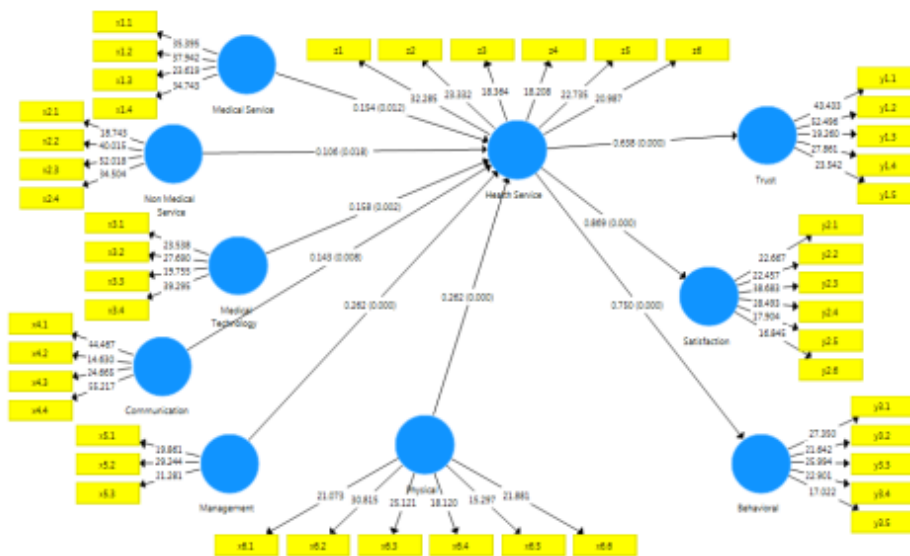 x1.1
x1.2
x1.3
x1.4
35.395
37.942
23.619
34.743
Medical Service
z1
z2
z3
z4
z5
z6
32.285
23.332
18.364
18.208
22.735
20.987
Health Service
0.154 (0.012)
x2.1
x2.2
x2.3
x2.4
18.743
40.015
52.018
34.504
Non Medical
Service
0.106 (0.018)
x3.1
x3.2
x3.3
x3.4
23.538
27.690
19.755
39.295
Medical
Technology
0.158 (0.002)
x4.1
x4.2
x4.3
x4.4
44.467
14.630
24.665
55.217
Communication
0.143 (0.008)
x5.1
x5.2
x5.3
19.861
29.244
21.281
Management
0.262 (0.000)
Physical
0.262 (0.000)
21.073
30.815
25.121
18.120
15.297
21.881
x6.1
x6.2
x6.3
x6.4
x6.5
x6.6
0.638 (0.000)
Trust
43.433
52.496
19.260
27.861
23.542
y1.1
y1.2
y1.3
y1.4
y1.5
0.869 (0.000)
Satisfaction
22.667
22.457
38.683
28.493
17.904
16.845
y2.1
y2.2
y2.3
y2.4
y2.5
y2.6
0.750 (0.000)
Behavioral
27.393
21.642
25.994
22.901
17.022
y3.1
y3.2
y3.3
y3.4
y3.5